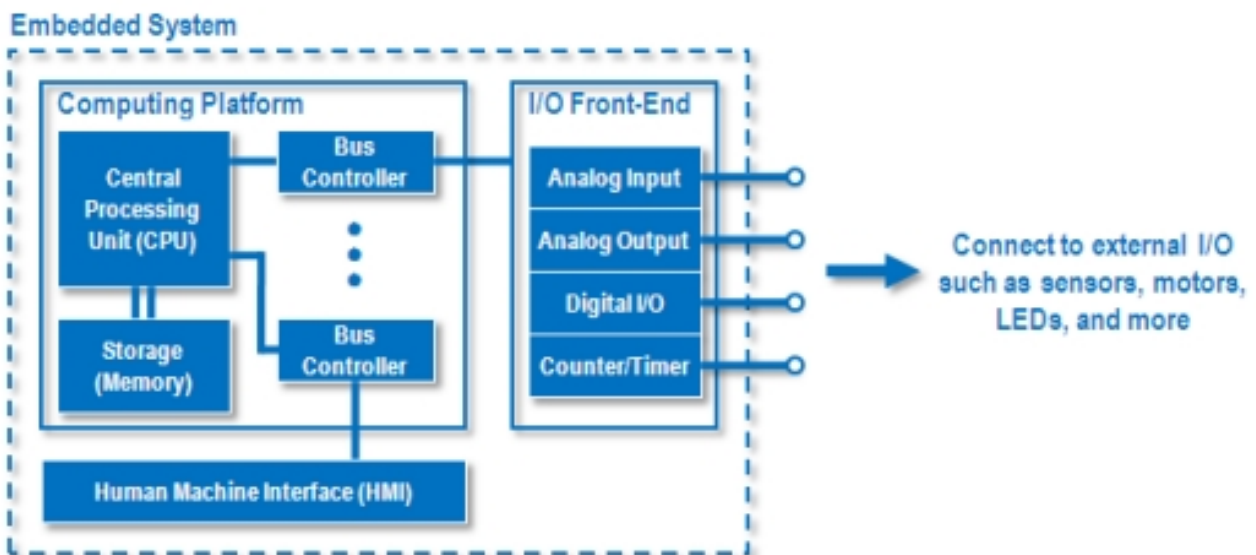 Embedded System
Computing Platform
I/O Front-End
Central
Processing
Unit (CPU)
Bus
Controller
Storage
(Memory)
Bus
Controller
Analog Input
Analog Output
Digital I/O
Counter/Timer
Human Machine Interface (HMI)
Connect to external I/O
such as sensors, motors,
LEDs, and more